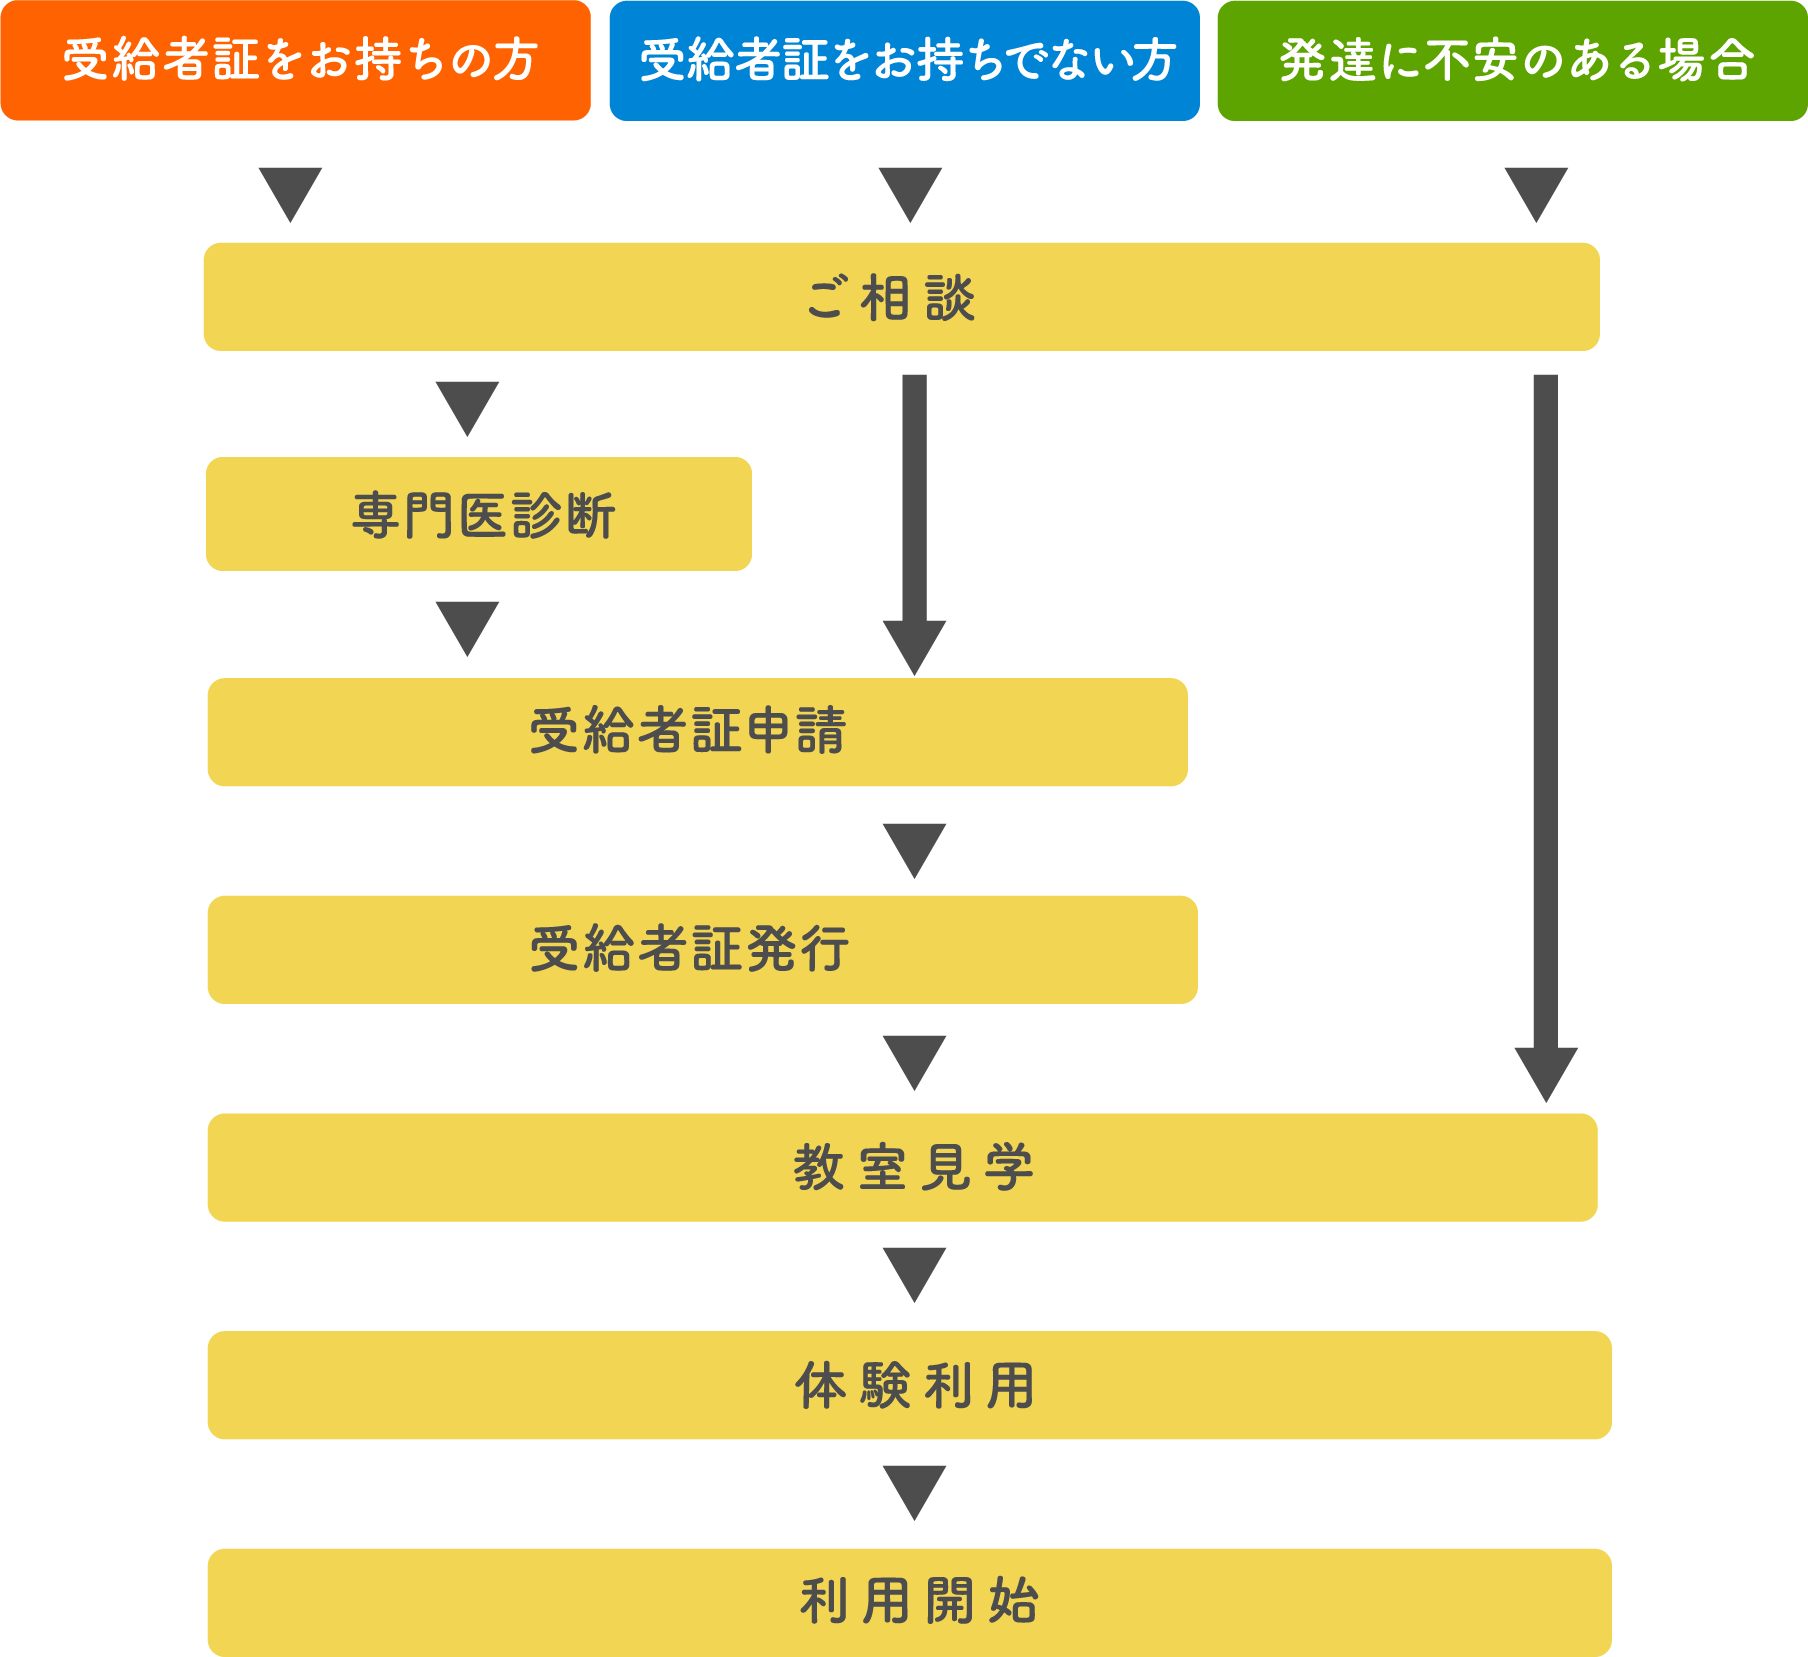 受給者証をお持ちの方
受給者証をお持ちでない方
発達に不安のある場合
ご相談
専門医診断
受給者証申請
受給者証発行
教室見学
体験利用
利用開始